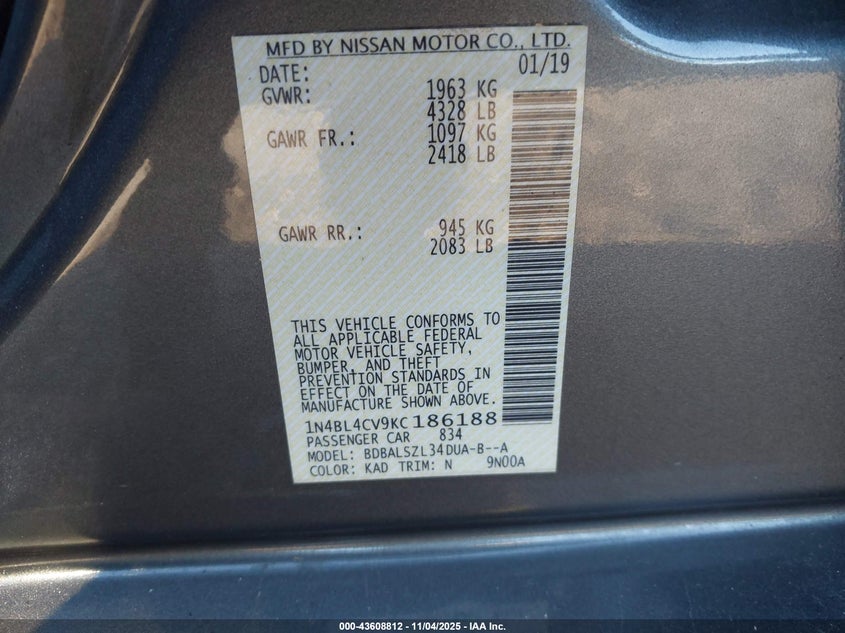 MFD BY NISSAN MOTOR CO., LTD.
DATE: 01/19
GVWR: 1963 KG
4328 LB
GAWR FR.: 1097 KG
2418 LB
GAWR RR.: 945 KG
2083 LB
THIS VEHICLE CONFORMS TO
ALL APPLICABLE FEDERAL
MOTOR VEHICLE SAFETY,
BUMPER, AND THEFT
PREVENTION STANDARDS IN
EFFECT ON THE DATE OF
MANUFACTURE SHOWN ABOVE.
1N4BL4CV9KC186188
PASSENGER CAR 834
MODEL: BDBALSZL34DUA-B--A
COLOR: KAD TRIM: N 9N00A
000-43608812 - 11/04/2025 - IAA Inc.